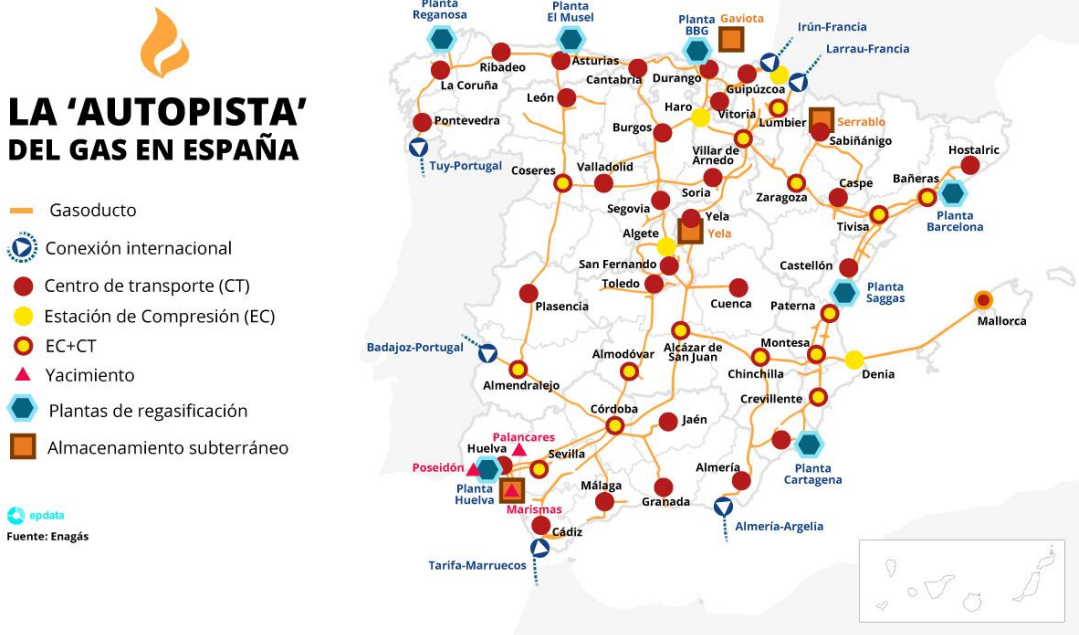 LA ‘AUTOPISTA’
DEL GAS EN ESPAÑA
Gasoducto
Conexión internacional
Centro de transporte (CT)
Estación de Compresión (EC)
EC+CT
Yacimiento
Plantas de regasificación
Almacenamiento subterráneo
epdata
Fuente: Enagás
Planta
Reganosa
Planta
El Musel
Planta
BBG
Gaviota
Irún-Francia
Larrau-Francia
Ribadeo
Asturias
La Coruña
Cantabria
Durango
Guipúzcoa
León
Haro
Vitoria
Lumbier
Serrablo
Pontevedra
Burgos
Sabiñánigo
Tuy-Portugal
Villar de
Arnedo
Hostalric
Coseres
Valladolid
Soria
Zaragoza
Caspe
Bañeras
Segovia
Yela
Yela
Tivisa
Planta
Barcelona
Algete
San Fernando
Castellón
Toledo
Cuenca
Planta
Saggas
Plasencia
Paterna
Mallorca
Badajoz-Portugal
Almodóvar
Alcázar de
San Juan
Montesa
Chinchilla
Denia
Almendralejo
Crevillente
Córdoba
Jaén
Palancares
Huelva
Sevilla
Poseidón
Planta
Huelva
Marismas
Málaga
Granada
Almería
Planta
Cartagena
Cádiz
Almería-Argelia
Tarifa-Marruecos